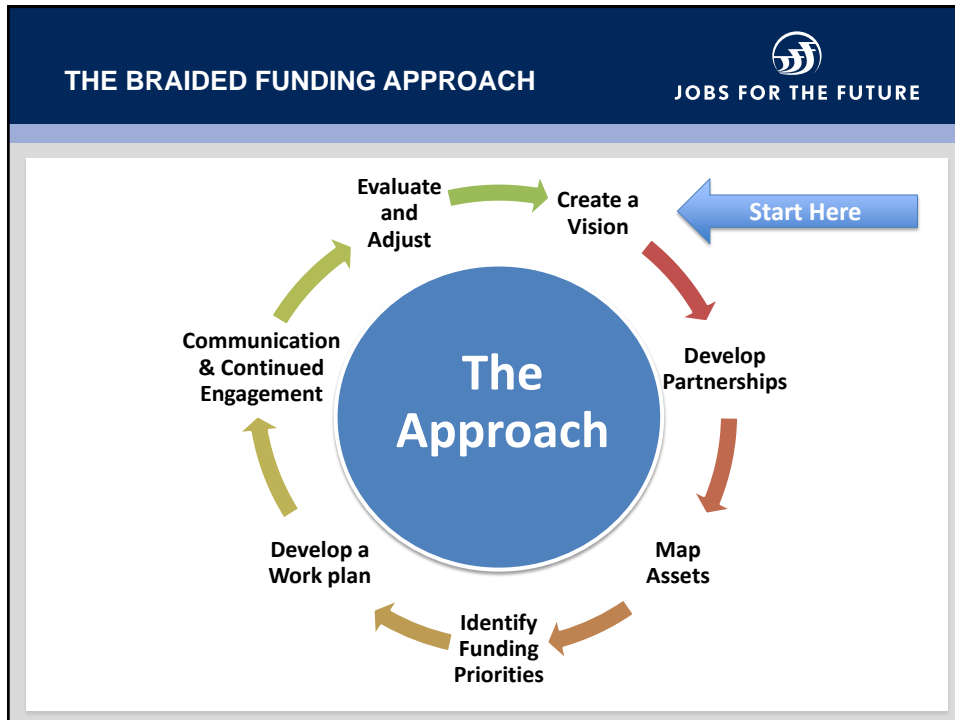 THE BRAIDED FUNDING APPROACH
JOBS FOR THE FUTURE
Start Here
Create a
Vision
Develop
Partnerships
Map
Assets
Identify
Funding
Priorities
Develop a
Work plan
Communication
& Continued
Engagement
Evaluate
and
Adjust
The
Approach